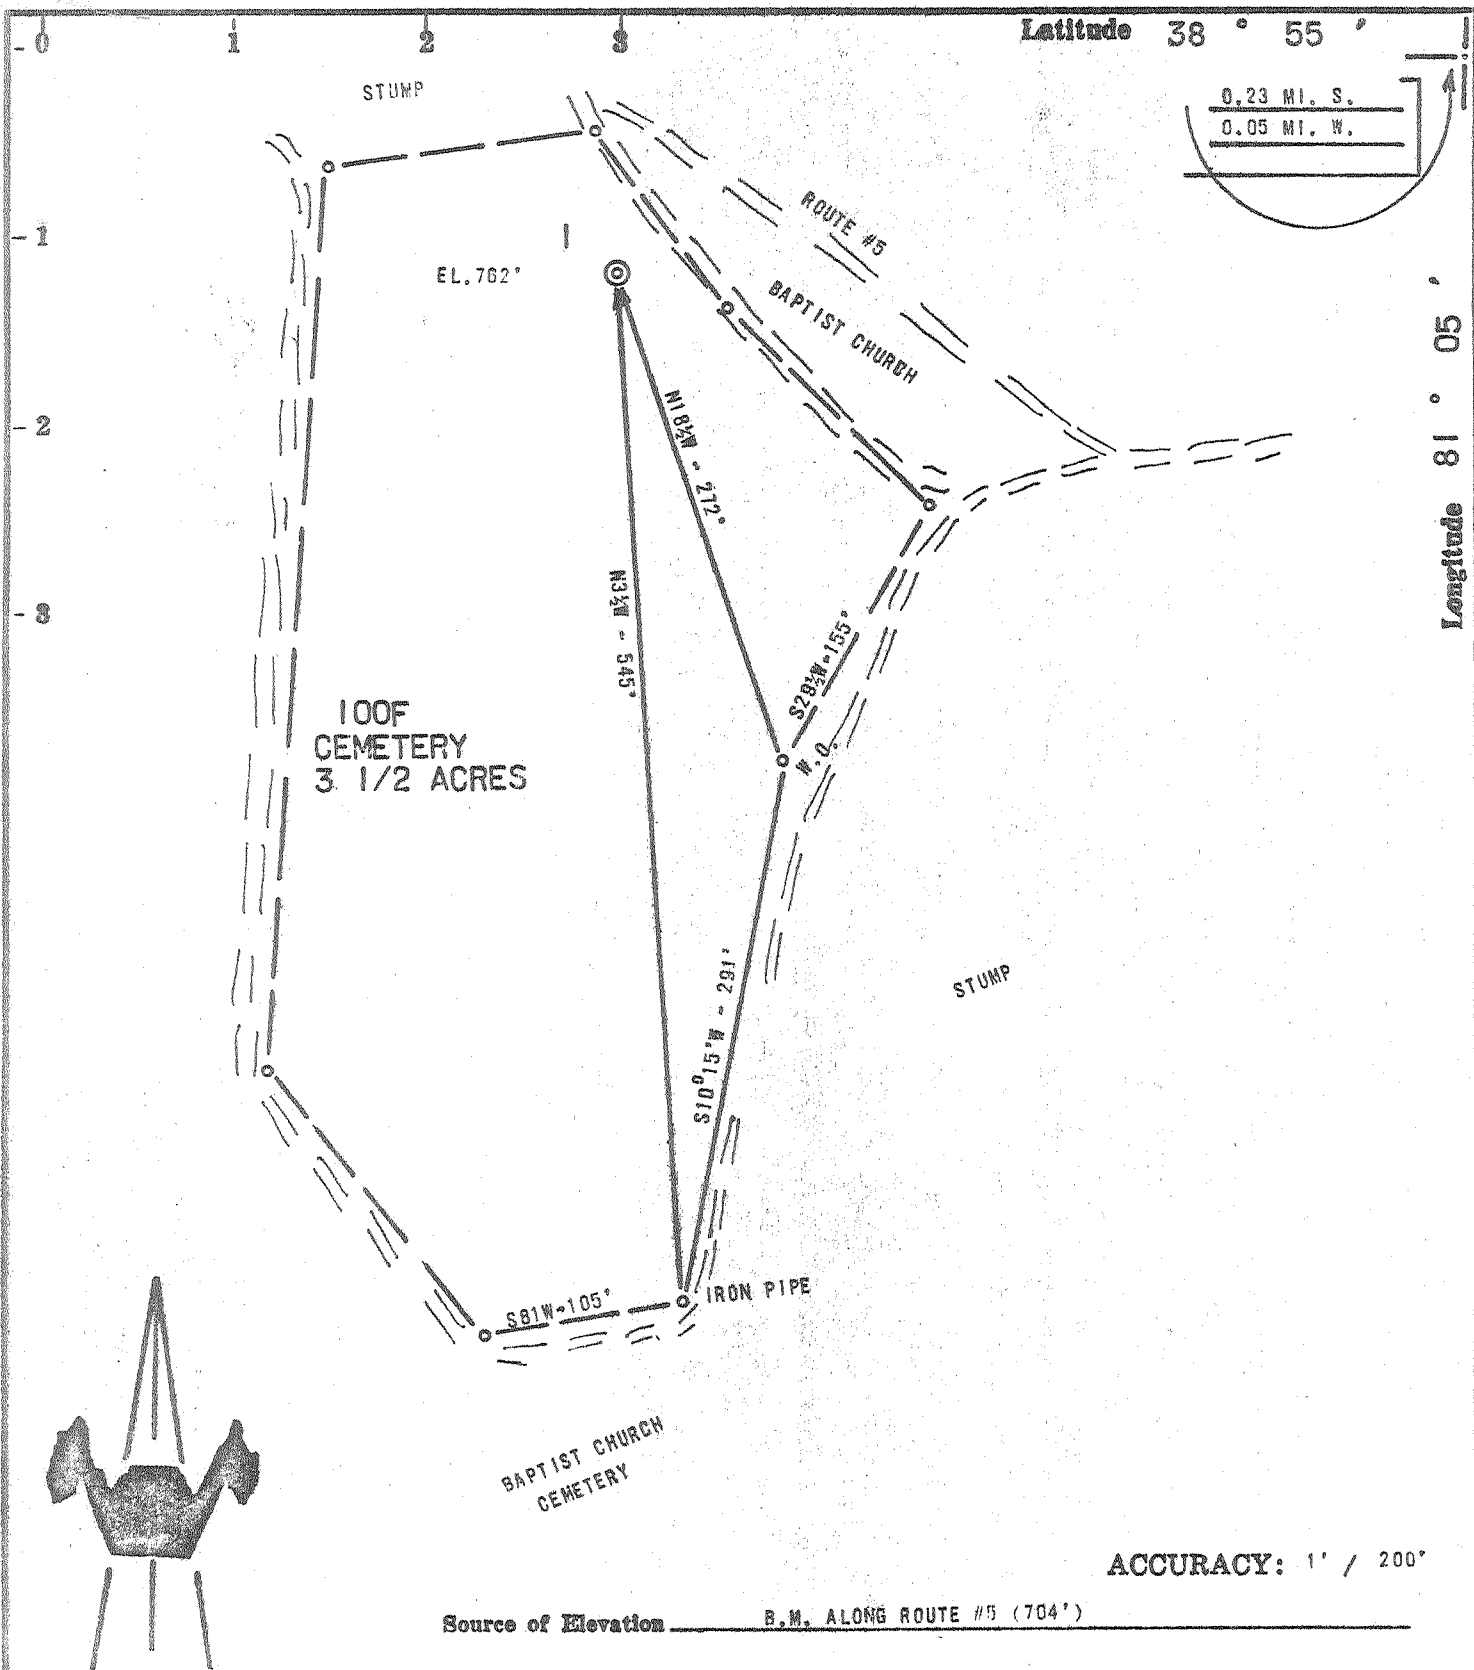 - 0 1 2 3 Latitude 38 ° 55 '
0.23 MI. S.
0.05 MI. W.
STUMP
ROUTE #5
- 1
EL. 762'
BAPTIST CHURCH
Longitude 81 ° 05 '
- 2
N18½W - 272'
- 3
N3½W - 545'
S29½W-155'
W.O.
IOOF
CEMETERY
3 1/2 ACRES
S10°15'W - 291'
STUMP
S81W-105'
IRON PIPE
BAPTIST CHURCH
CEMETERY
ACCURACY: 1' / 200'
Source of Elevation B.M. ALONG ROUTE #5 (704')